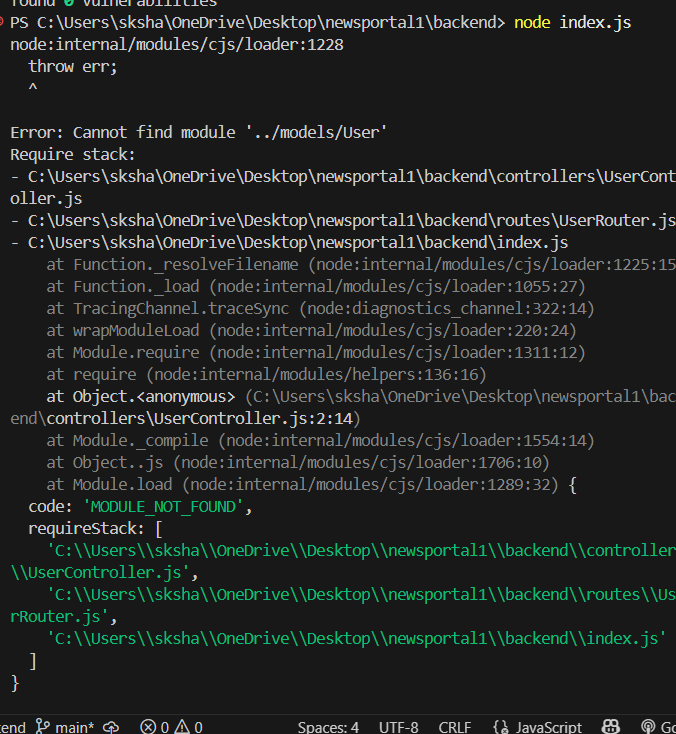 found 0 vulnerabilities
PS C:\Users\sksha\OneDrive\Desktop\newsportal1\backend> node index.js
node:internal/modules/cjs/loader:1228
throw err;
^
Error: Cannot find module '../models/User'
Require stack:
- C:\Users\sksha\OneDrive\Desktop\newsportal1\backend\controllers\UserCont
oller.js
- C:\Users\sksha\OneDrive\Desktop\newsportal1\backend\routes\UserRouter.js
- C:\Users\sksha\OneDrive\Desktop\newsportal1\backend\index.js
at Function._resolveFilename (node:internal/modules/cjs/loader:1225:15
at Function._load (node:internal/modules/cjs/loader:1055:27)
at TracingChannel.traceSync (node:diagnostics_channel:322:14)
at wrapModuleLoad (node:internal/modules/cjs/loader:220:24)
at Module.require (node:internal/modules/cjs/loader:1311:12)
at require (node:internal/modules/helpers:136:16)
at Object.<anonymous> (C:\Users\sksha\OneDrive\Desktop\newsportal1\bac
end\controllers\UserController.js:2:14)
at Module._compile (node:internal/modules/cjs/loader:1554:14)
at Object..js (node:internal/modules/cjs/loader:1706:10)
at Module.load (node:internal/modules/cjs/loader:1289:32) {
code: 'MODULE_NOT_FOUND',
requireStack: [
'C:\\Users\\sksha\\OneDrive\\Desktop\\newsportal1\\backend\\controller
\\UserController.js',
'C:\\Users\\sksha\\OneDrive\\Desktop\\newsportal1\\backend\\routes\\Us
rRouter.js',
'C:\\Users\\sksha\\OneDrive\\Desktop\\newsportal1\\backend\\index.js'
]
}
end main* 0 0 Spaces: 4 UTF-8 CRLF {} JavaScript Go